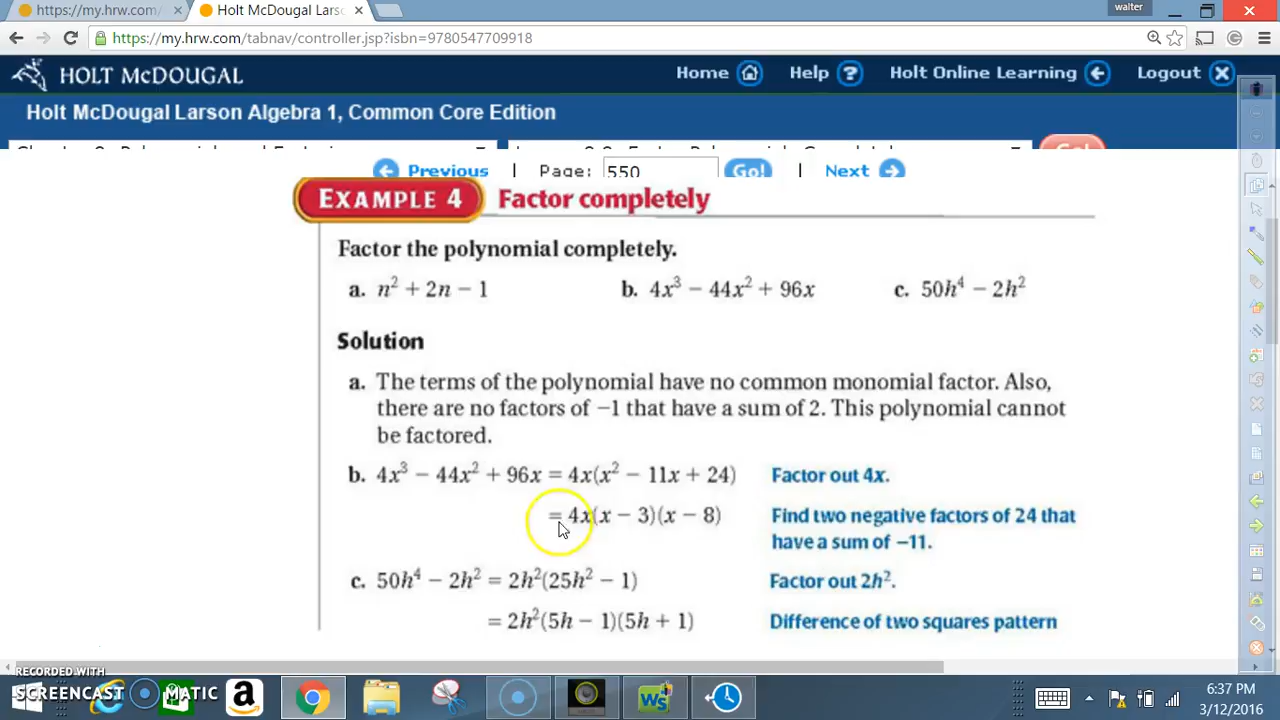 https://my.hrw.com/tabnav/ Holt McDougal Lars walter
https://my.hrw.com/tabnav/controller.jsp?isbn=9780547709918
HOLT McDOUGAL Home Help Holt Online Learning Logout
Holt McDougal Larson Algebra 1, Common Core Edition
Previous | Page: 550 Go! | Next
EXAMPLE 4 Factor completely
Factor the polynomial completely.
a. n² + 2n − 1 b. 4x³ − 44x² + 96x c. 50h⁴ − 2h²
Solution
a. The terms of the polynomial have no common monomial factor. Also,
there are no factors of −1 that have a sum of 2. This polynomial cannot
be factored.
b. 4x³ − 44x² + 96x = 4x(x² − 11x + 24) Factor out 4x.
= 4x(x − 3)(x − 8) Find two negative factors of 24 that
have a sum of −11.
c. 50h⁴ − 2h² = 2h²(25h² − 1) Factor out 2h².
= 2h²(5h − 1)(5h + 1) Difference of two squares pattern
RECORDED WITH
SCREENCAST MATIC
6:37 PM
3/12/2016